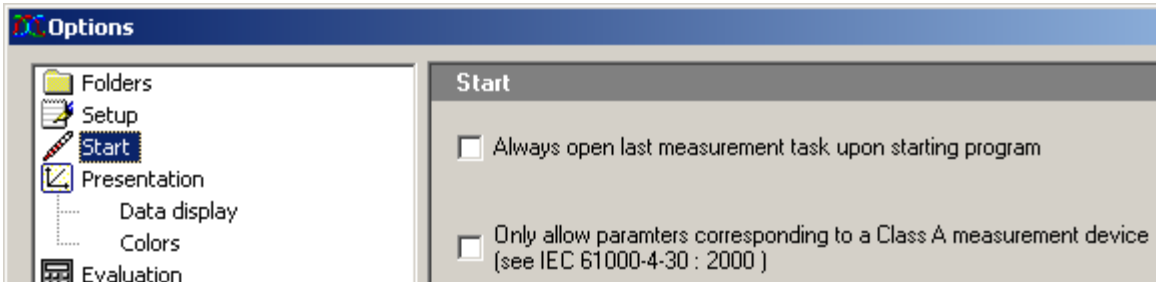 Options
Folders
Setup
Start
Presentation
Data display
Colors
Evaluation
Start
Always open last measurement task upon starting program
Only allow paramters corresponding to a Class A measurement device
(see IEC 61000-4-30 : 2000 )